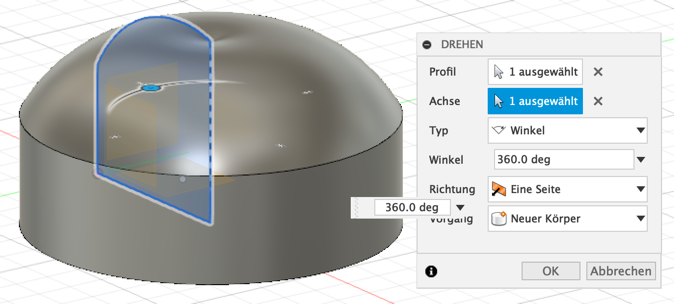 DREHEN
Profil 1 ausgewählt
Achse 1 ausgewählt
Typ Winkel
Winkel 360.0 deg
Richtung Eine Seite
360.0 deg
Vorgang Neuer Körper
OK Abbrechen